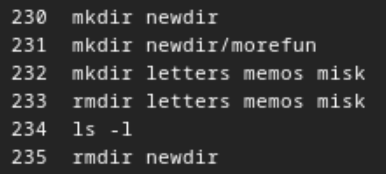 230 mkdir newdir
231 mkdir newdir/morefun
232 mkdir letters memos misk
233 rmdir letters memos misk
234 ls -l
235 rmdir newdir